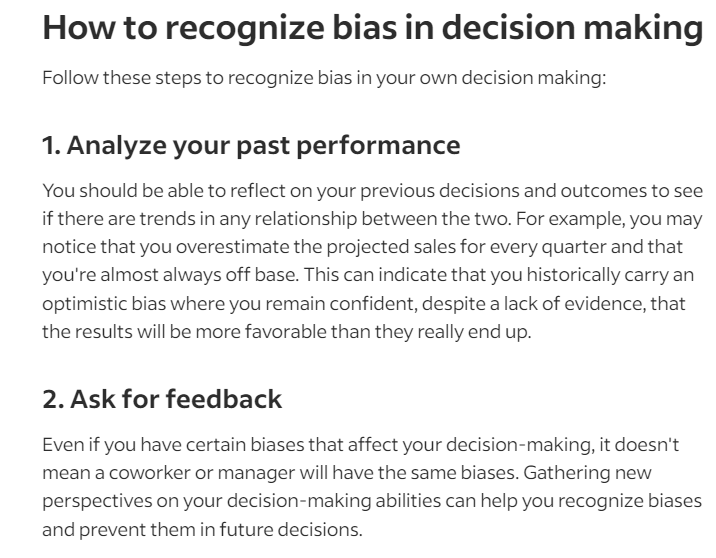 How to recognize bias in decision making
Follow these steps to recognize bias in your own decision making:
1. Analyze your past performance
You should be able to reflect on your previous decisions and outcomes to see
if there are trends in any relationship between the two. For example, you may
notice that you overestimate the projected sales for every quarter and that
you're almost always off base. This can indicate that you historically carry an
optimistic bias where you remain confident, despite a lack of evidence, that
the results will be more favorable than they really end up.
2. Ask for feedback
Even if you have certain biases that affect your decision-making, it doesn't
mean a coworker or manager will have the same biases. Gathering new
perspectives on your decision-making abilities can help you recognize biases
and prevent them in future decisions.